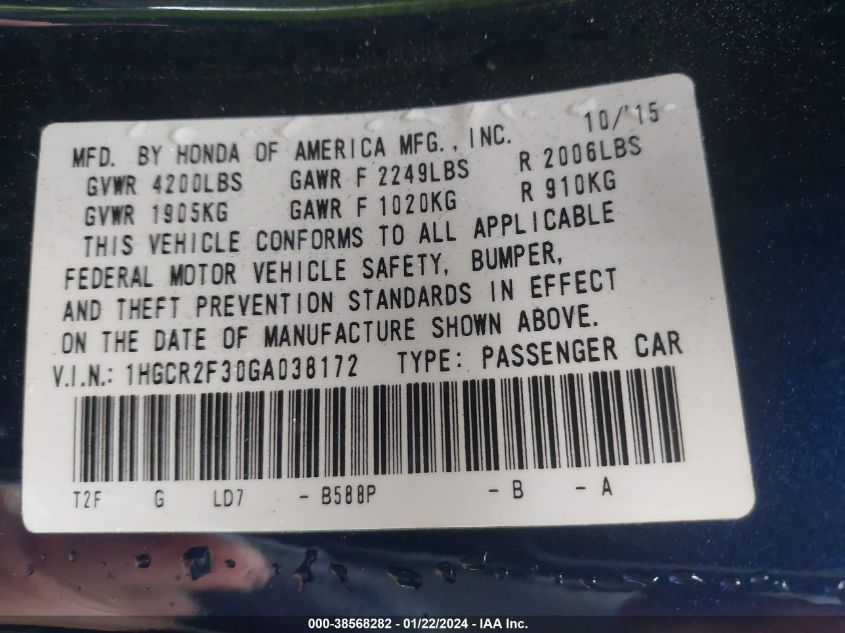 MFD. BY HONDA OF AMERICA MFG., INC. 10/'15
GVWR 4200LBS GAWR F 2249LBS R 2006LBS
GVWR 1905KG GAWR F 1020KG R 910KG
THIS VEHICLE CONFORMS TO ALL APPLICABLE
FEDERAL MOTOR VEHICLE SAFETY, BUMPER,
AND THEFT PREVENTION STANDARDS IN EFFECT
ON THE DATE OF MANUFACTURE SHOWN ABOVE.
V.I.N.: 1HGCR2F30GA038172 TYPE: PASSENGER CAR
T2F G LD7 - B588P - B - A
000-38568282 - 01/22/2024 - IAA Inc.